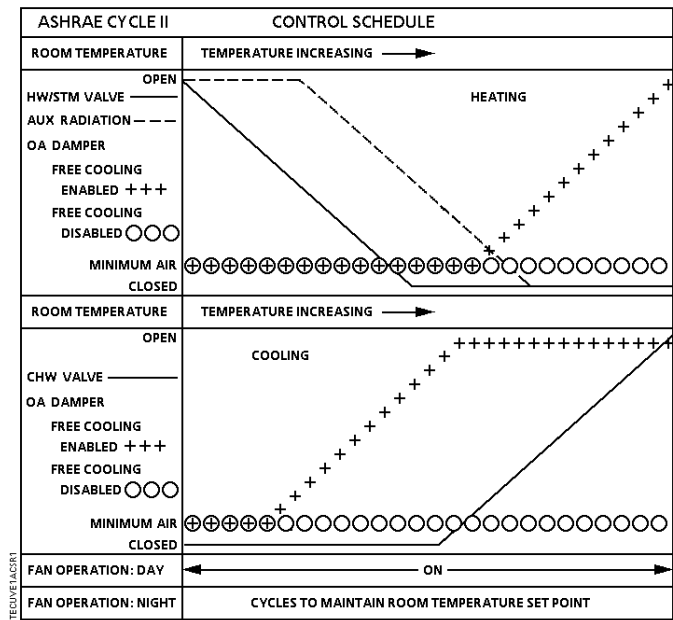 ASHRAE CYCLE II CONTROL SCHEDULE
ROOM TEMPERATURE TEMPERATURE INCREASING
OPEN
HW/STM VALVE
AUX RADIATION
OA DAMPER
FREE COOLING
ENABLED +++
FREE COOLING
DISABLED
MINIMUM AIR
CLOSED
HEATING
ROOM TEMPERATURE TEMPERATURE INCREASING
OPEN
CHW VALVE
OA DAMPER
FREE COOLING
ENABLED +++
FREE COOLING
DISABLED
MINIMUM AIR
CLOSED
COOLING
FAN OPERATION: DAY ON
FAN OPERATION: NIGHT CYCLES TO MAINTAIN ROOM TEMPERATURE SET POINT
TECUVE1ACSR1